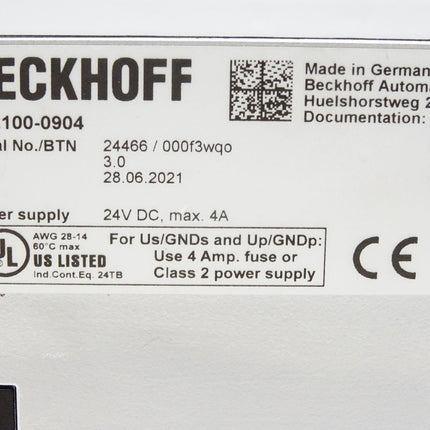 ECKHOFF
100-0904
al No./BTN 24466 / 000f3wqo
3.0
28.06.2021
er supply 24V DC, max. 4A
Made in German
Beckhoff Automa
Huelshorstweg 2
Documentation:
UL
AWG 28-14
60°C max
US LISTED
Ind.Cont.Eq. 24TB
For Us/GNDs and Up/GNDp:
Use 4 Amp. fuse or
Class 2 power supply
CE